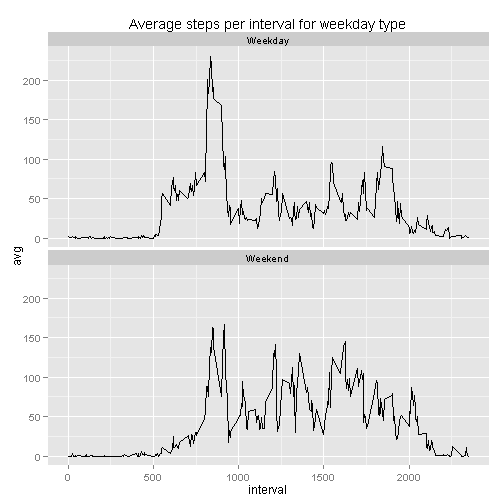 Average steps per interval for weekday type
Weekday
200
150
100
50
0
avg
Weekend
200
150
100
50
0
0 500 1000 1500 2000
interval